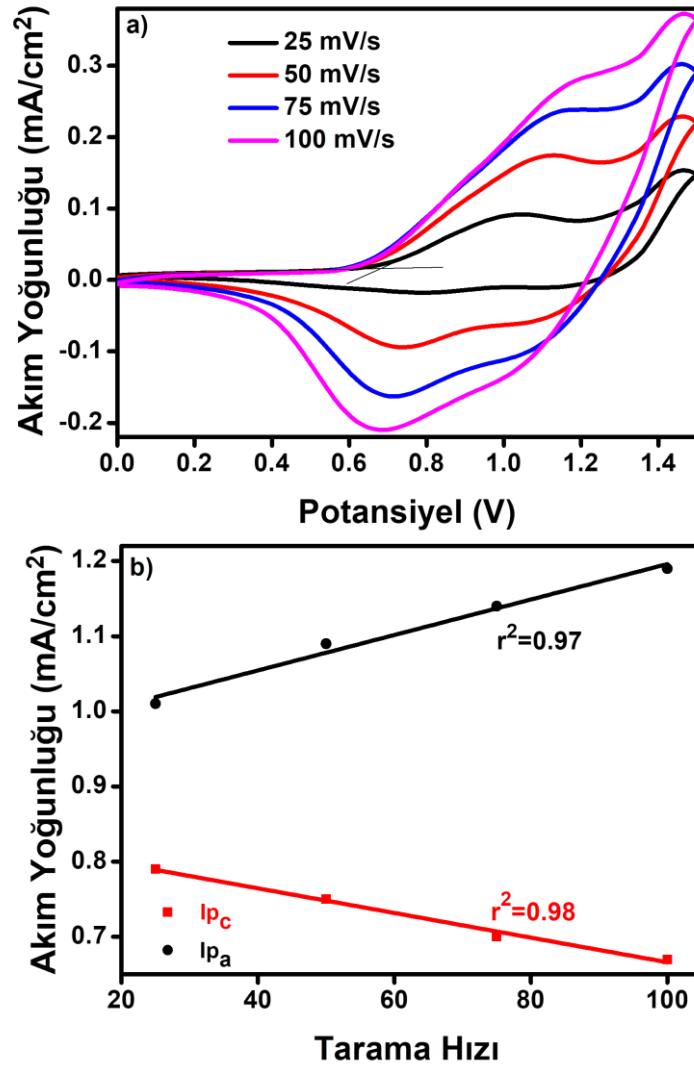 a)
25 mV/s
50 mV/s
75 mV/s
100 mV/s
Akım Yoğunluğu (mA/cm²)
0.3
0.2
0.1
0.0
-0.1
-0.2
0.0 0.2 0.4 0.6 0.8 1.0 1.2 1.4
Potansiyel (V)
b)
Akım Yoğunluğu (mA/cm²)
1.2
1.1
1.0
0.9
0.8
0.7
r²=0.97
r²=0.98
Ipc
Ipa
20 40 60 80 100
Tarama Hızı